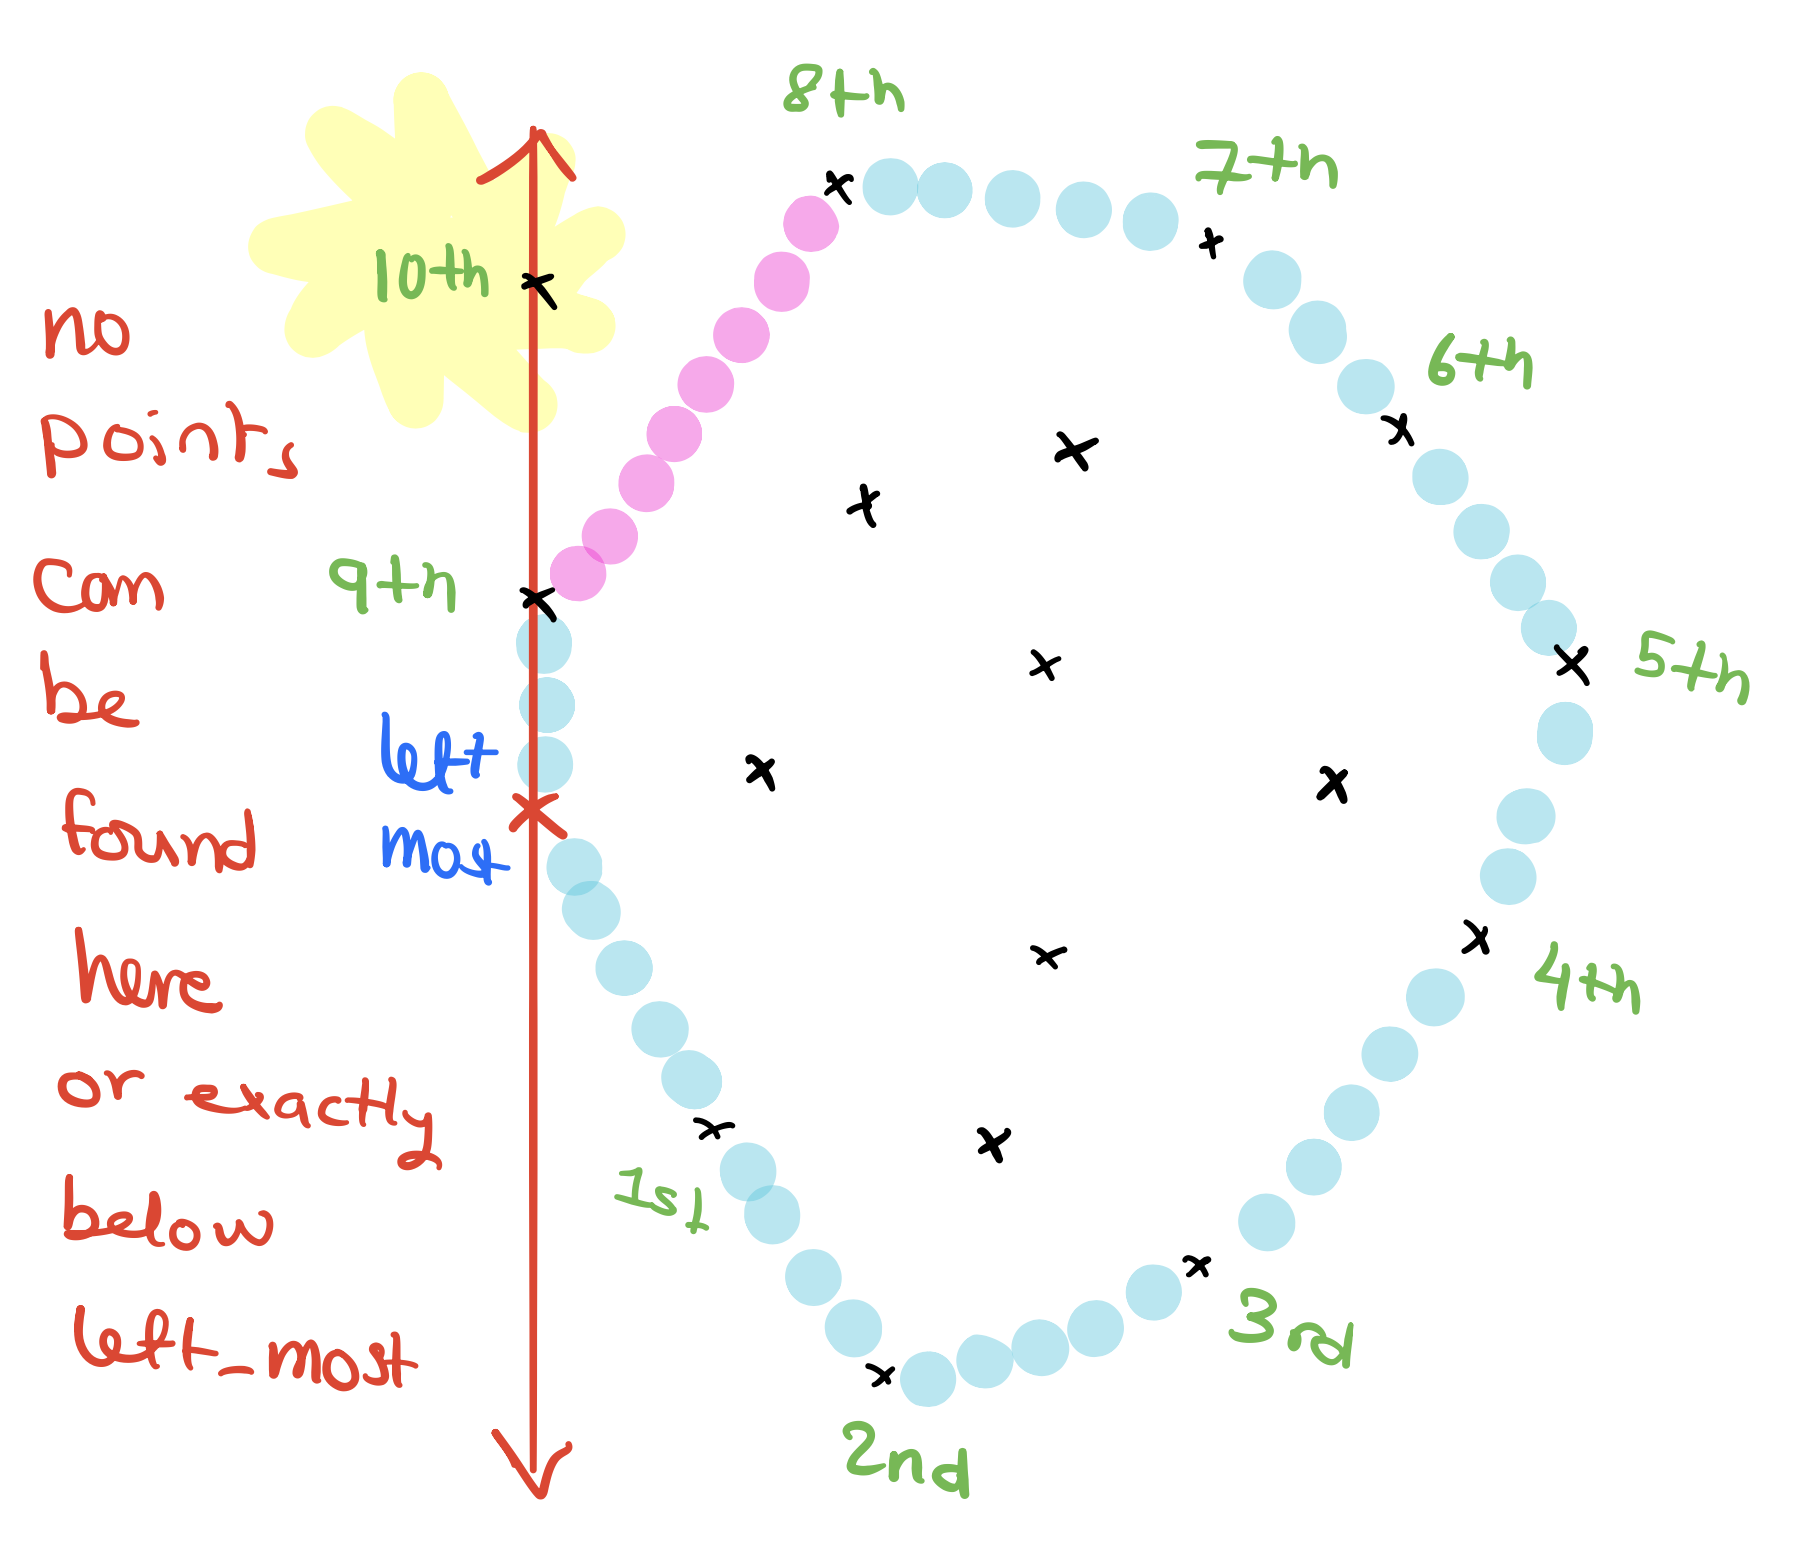 8th
7th
10th
no
points
6th
can
9th
be
5th
left
most
found
here
4th
or exactly
1st
below
3rd
left_most
2nd